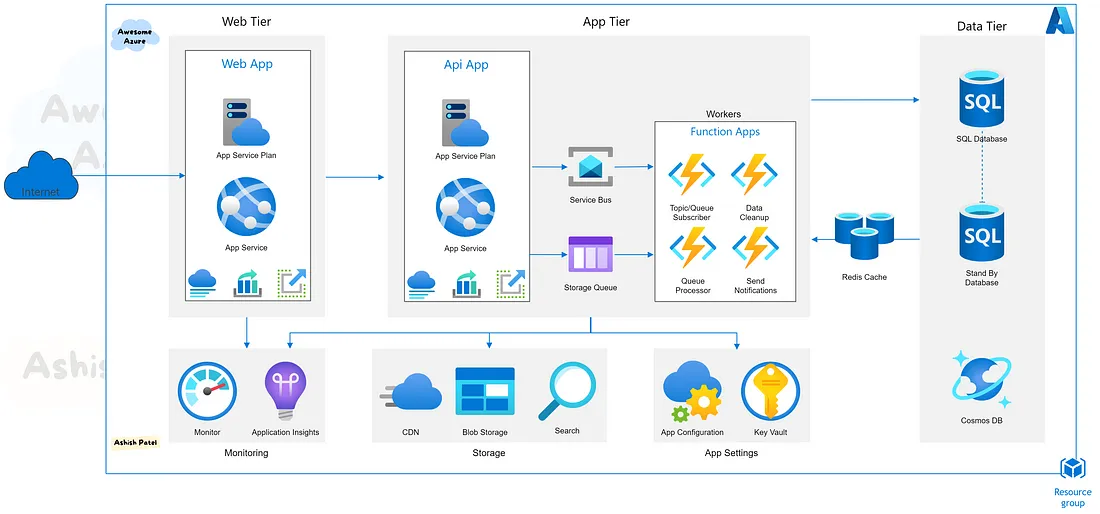 Web Tier
App Tier
Data Tier
Awesome
Azure
Web App
Api App
App Service Plan
App Service
App Service Plan
App Service
Service Bus
Storage Queue
Workers
Function Apps
Topic/Queue
Subscriber
Data
Cleanup
Queue
Processor
Send
Notifications
SQL
SQL Database
SQL
Stand By
Database
Redis Cache
Cosmos DB
Internet
Aw
A
Ashis
Monitor
Application Insights
Monitoring
CDN
Blob Storage
Search
Storage
App Configuration
Key Vault
App Settings
Ashish Patel
Resource
group